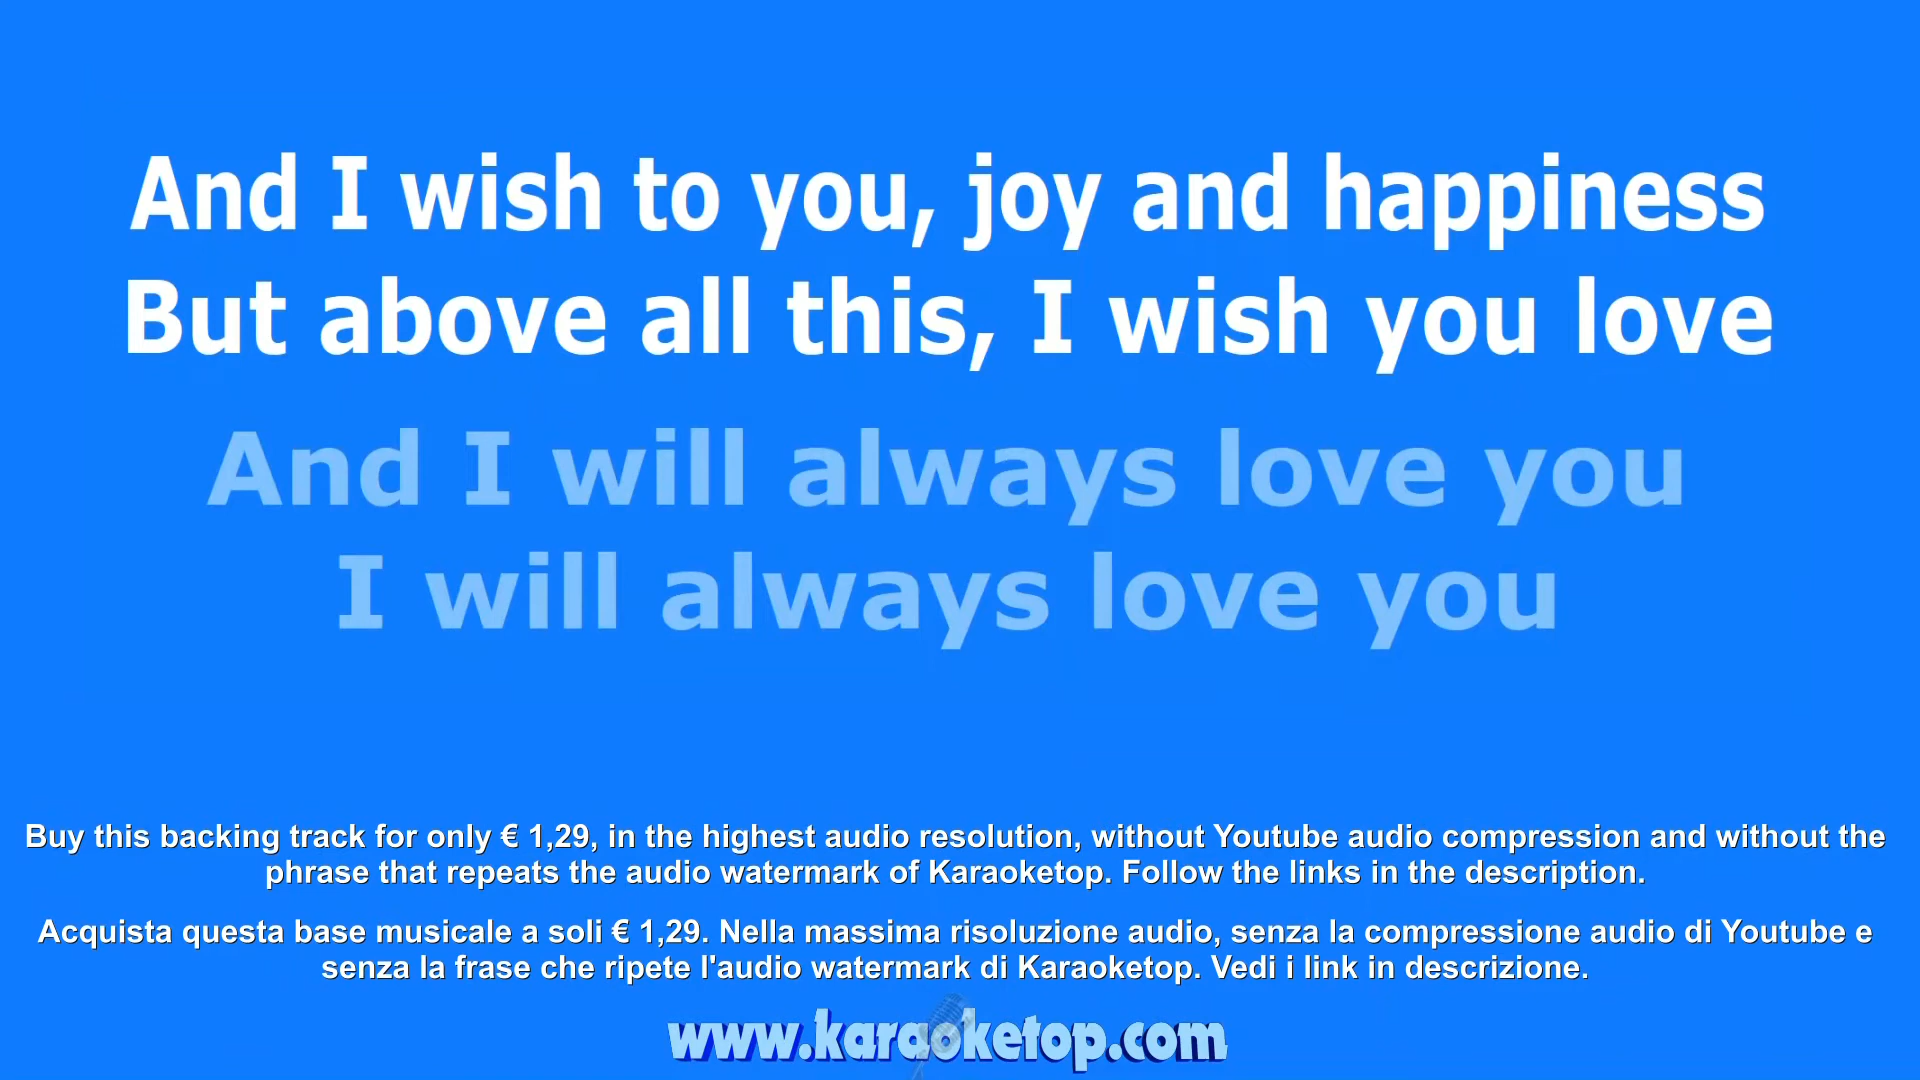 And I wish to you, joy and happiness
But above all this, I wish you love
And I will always love you
I will always love you
Buy this backing track for only € 1,29, in the highest audio resolution, without Youtube audio compression and without the
phrase that repeats the audio watermark of Karaoketop. Follow the links in the description.
Acquista questa base musicale a soli € 1,29. Nella massima risoluzione audio, senza la compressione audio di Youtube e
senza la frase che ripete l'audio watermark di Karaoketop. Vedi i link in descrizione.
www.karaoketop.com